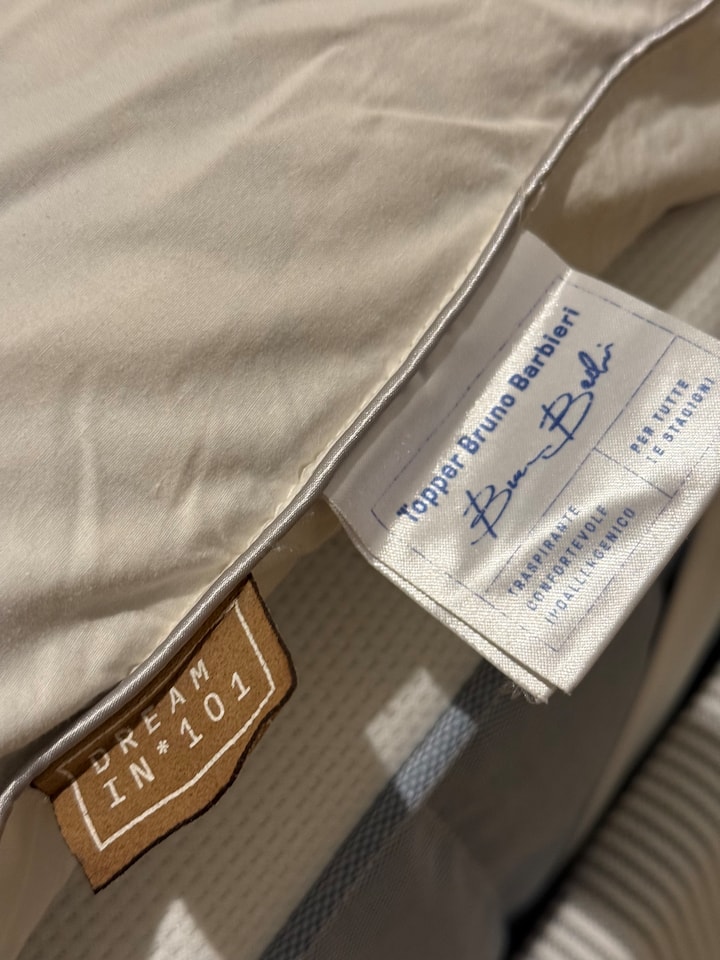 Topper Bruno Barbieri
Bruno Barbieri
TRASPIRANTE
CONFORTEVOLE
IPOALLERGENICO
PER TUTTE
LE STAGIONI
DREAM
IN*101